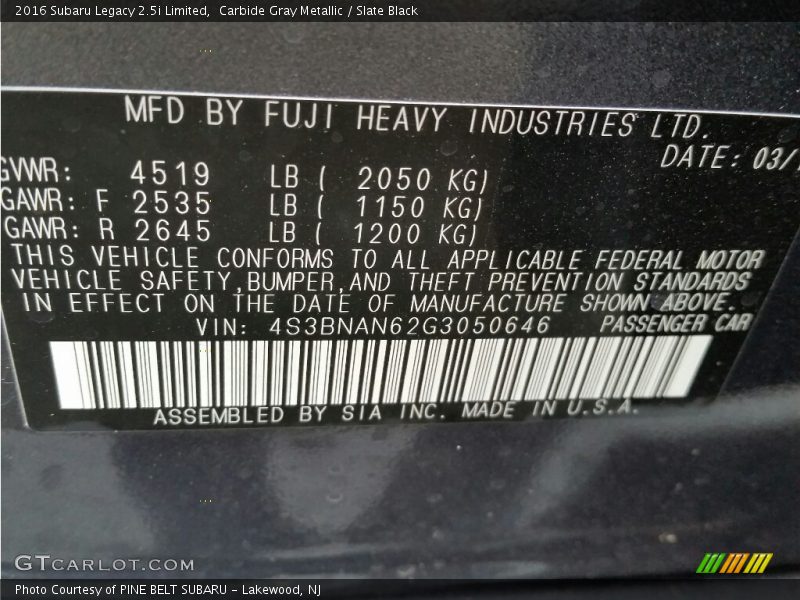 2016 Subaru Legacy 2.5i Limited,  Carbide Gray Metallic / Slate Black
MFD BY FUJI HEAVY INDUSTRIES LTD.
DATE: 03/
GVWR: 4519 LB ( 2050 KG)
GAWR: F 2535 LB ( 1150 KG)
GAWR: R 2645 LB ( 1200 KG)
THIS VEHICLE CONFORMS TO ALL APPLICABLE FEDERAL MOTOR
VEHICLE SAFETY,BUMPER,AND THEFT PREVENTION STANDARDS
IN EFFECT ON THE DATE OF MANUFACTURE SHOWN ABOVE.
VIN: 4S3BNAN62G3050646 PASSENGER CAR
ASSEMBLED BY SIA INC. MADE IN U.S.A.
GTCARLOT.COM
Photo Courtesy of PINE BELT SUBARU - Lakewood, NJ